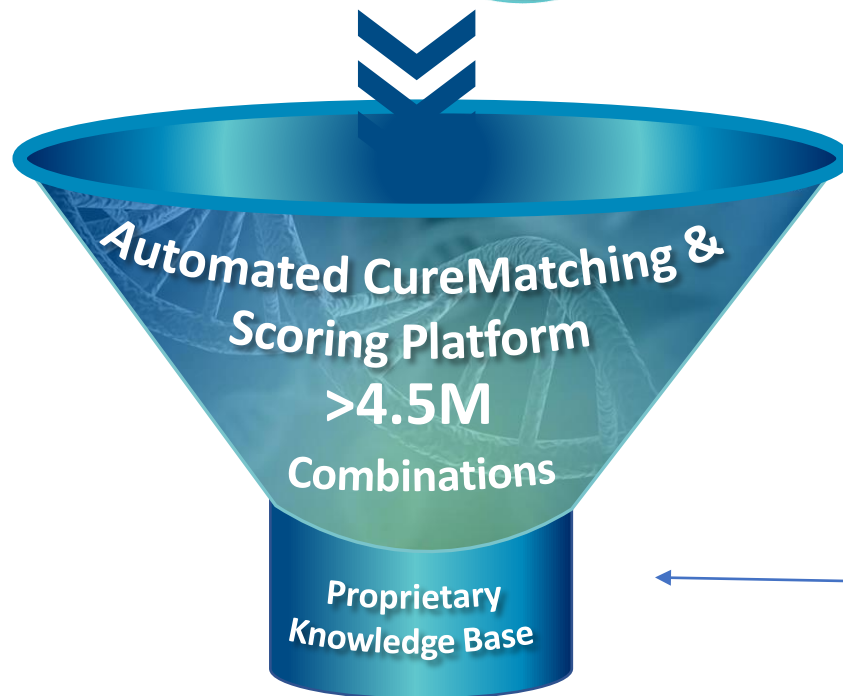 Automated CureMatching &
Scoring Platform
>4.5M
Combinations
Proprietary
Knowledge Base